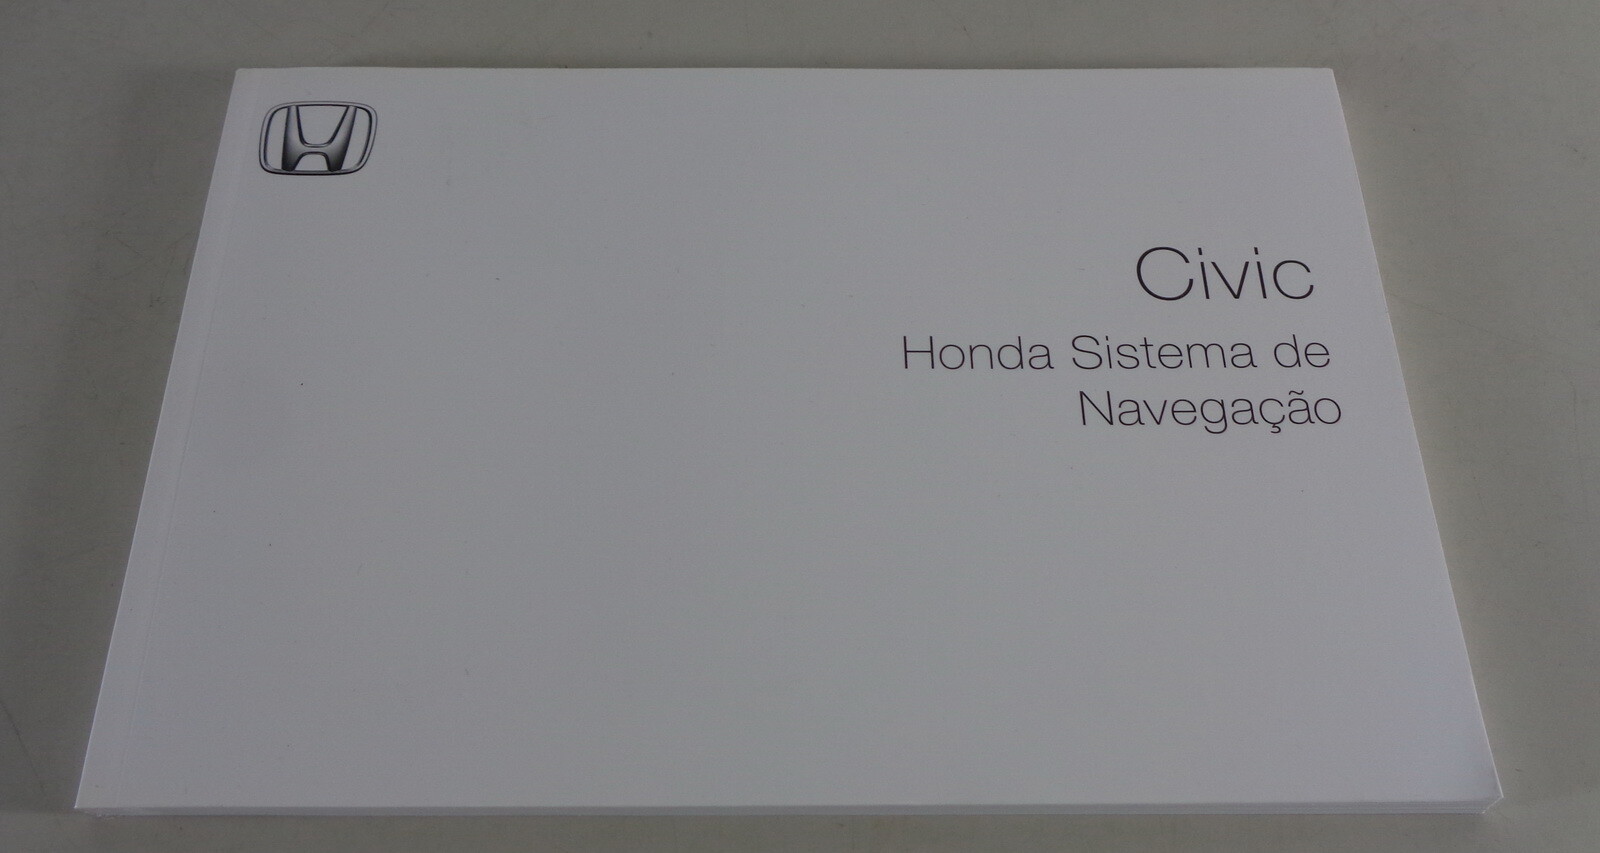 Civic
Honda Sistema de
Navegação